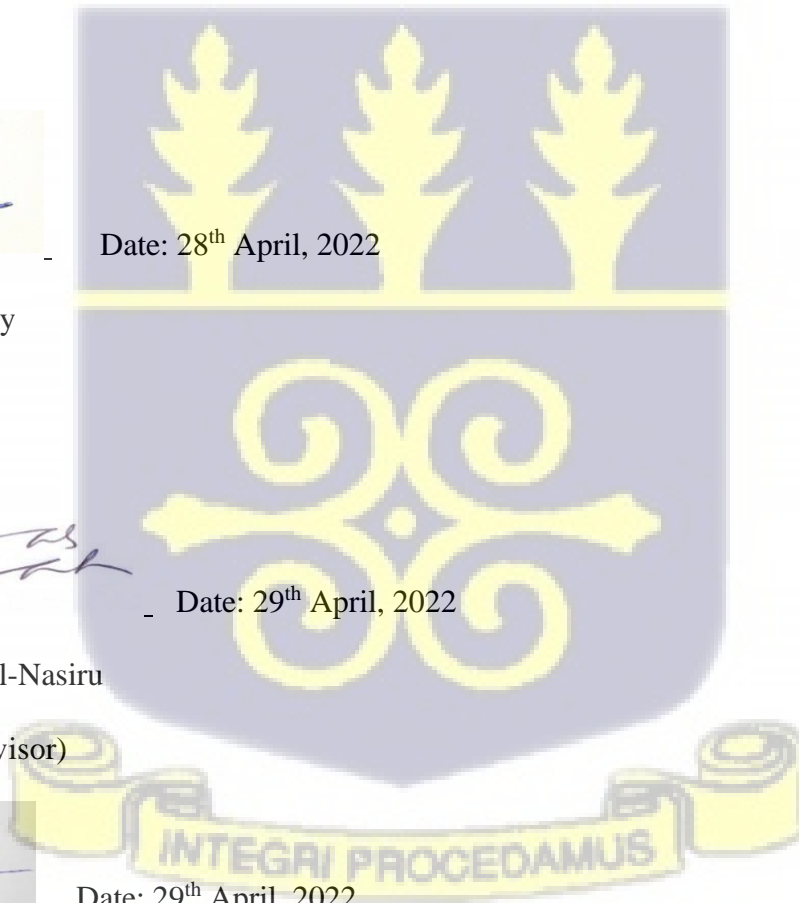 Date: 28th April, 2022
y
Date: 29th April, 2022
l-Nasiru
visor)
INTEGRI PROCEDAMUS
Date: 29th April, 2022